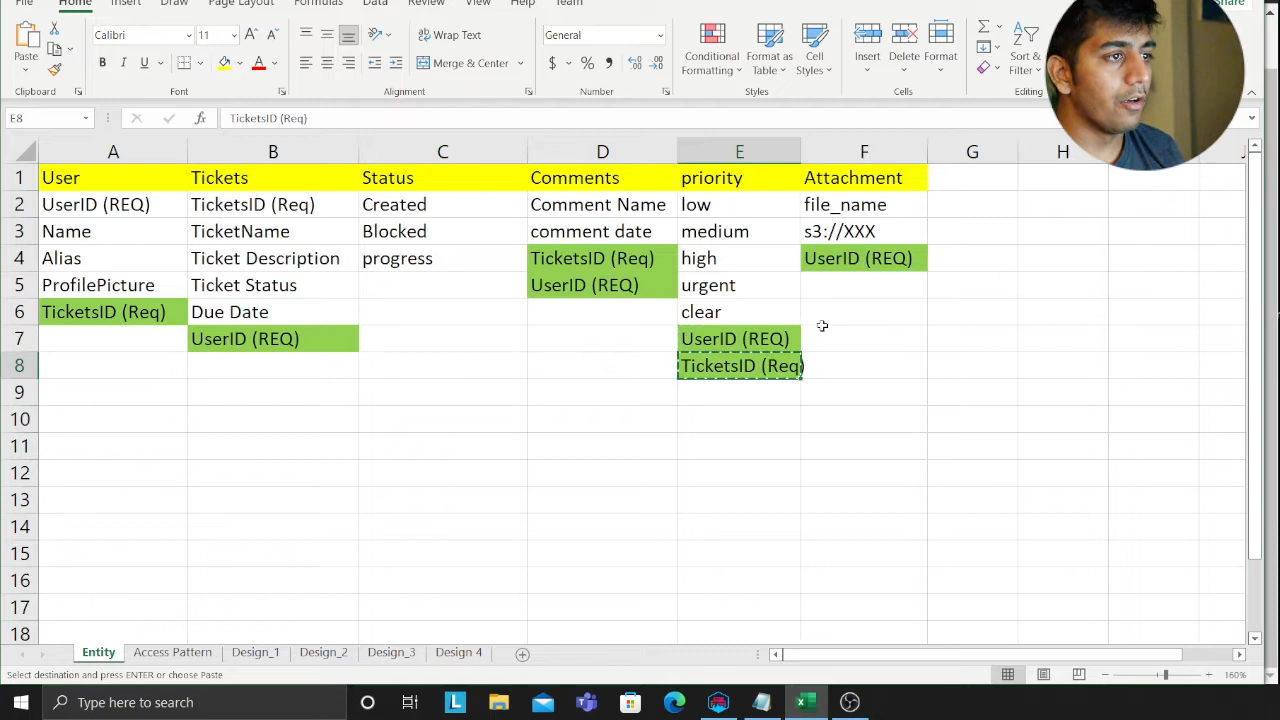 File Home Insert Draw Page Layout Formulas Data Review View Help Team Share
Calibri 11 Wrap Text General
Paste B I U Merge & Center $ % Conditional Formatting Format as Table Cell Styles Insert Delete Format Sort & Filter
Clipboard Font Alignment Number Styles Cells Editing
E8 fx TicketsID (Req)
A B C D E F G H
1 User Tickets Status Comments priority Attachment
2 UserID (REQ) TicketsID (Req) Created Comment Name low file_name
3 Name TicketName Blocked comment date medium s3://XXX
4 Alias Ticket Description progress TicketsID (Req) high UserID (REQ)
5 ProfilePicture Ticket Status UserID (REQ) urgent
6 TicketsID (Req) Due Date clear
7 UserID (REQ) UserID (REQ)
8 TicketsID (Req)
9
10
11
12
13
14
15
16
17
18
Entity Access Pattern Design_1 Design_2 Design_3 Design 4
Select destination and press ENTER or choose Paste 160%
Type here to search